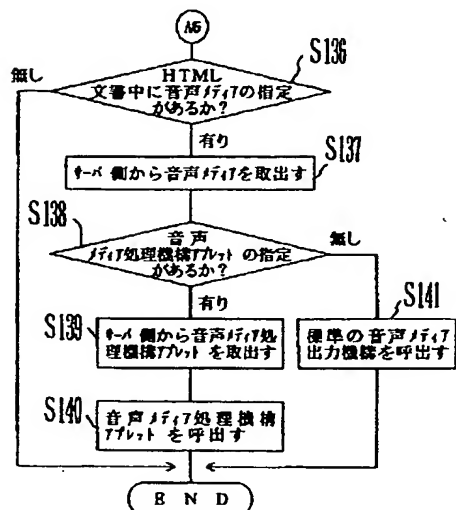 A5
S136
無し
HTML
文書中に音声メディアの指定
があるか?
有り
S137
サーバ 側から音声メディアを取出す
S138
音声
メディア処理機構アプレット の指定
があるか?
無し
有り
S139
サーバ 側から音声メディア処
理機構アプレット を取出す
S141
標準の音声メディア
出力機構を呼出す
S140
音声メディア処理機構
アプレット を呼出す
END